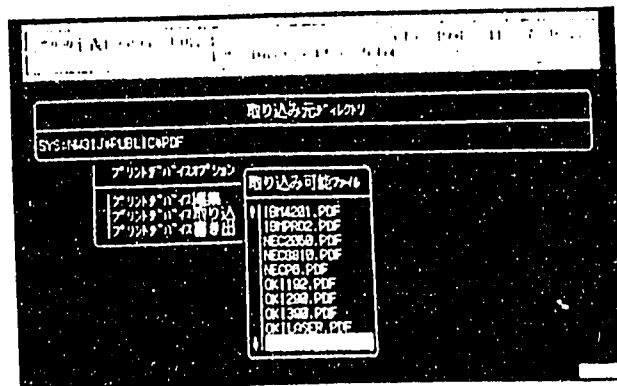 取り込み元ﾃﾞｨﾚｸﾄﾘ
SYS:NW31J¥PUBLIC¥PDF
ﾌﾟﾘﾝﾄﾃﾞﾊﾞｲｽｵﾌﾟｼｮﾝ
ﾌﾟﾘﾝﾄﾃﾞﾊﾞｲｽ編集
ﾌﾟﾘﾝﾄﾃﾞﾊﾞｲｽ取り込
ﾌﾟﾘﾝﾄﾃﾞﾊﾞｲｽ書き出
取り込み可能ﾌｧｲﾙ
IBM4201.PDF
IBMPRO2.PDF
NEC2050.PDF
NEC8810.PDF
NECP6.PDF
OKI192.PDF
OKI290.PDF
OKI390.PDF
OKILASER.PDF